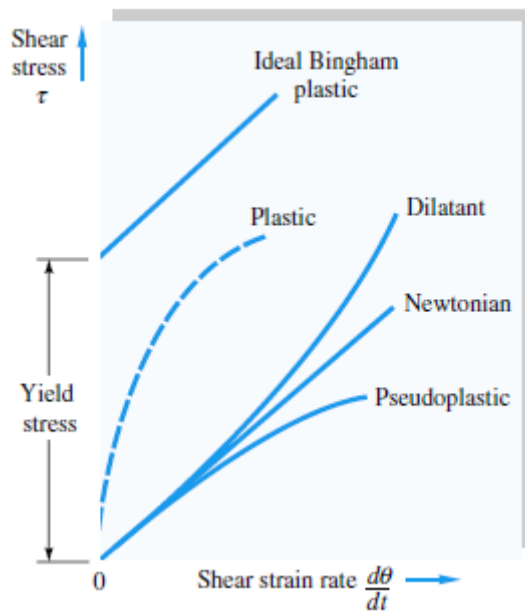 Shear
stress
τ
Ideal Bingham
plastic
Plastic
Dilatant
Newtonian
Pseudoplastic
Yield
stress
0
Shear strain rate dθ/dt